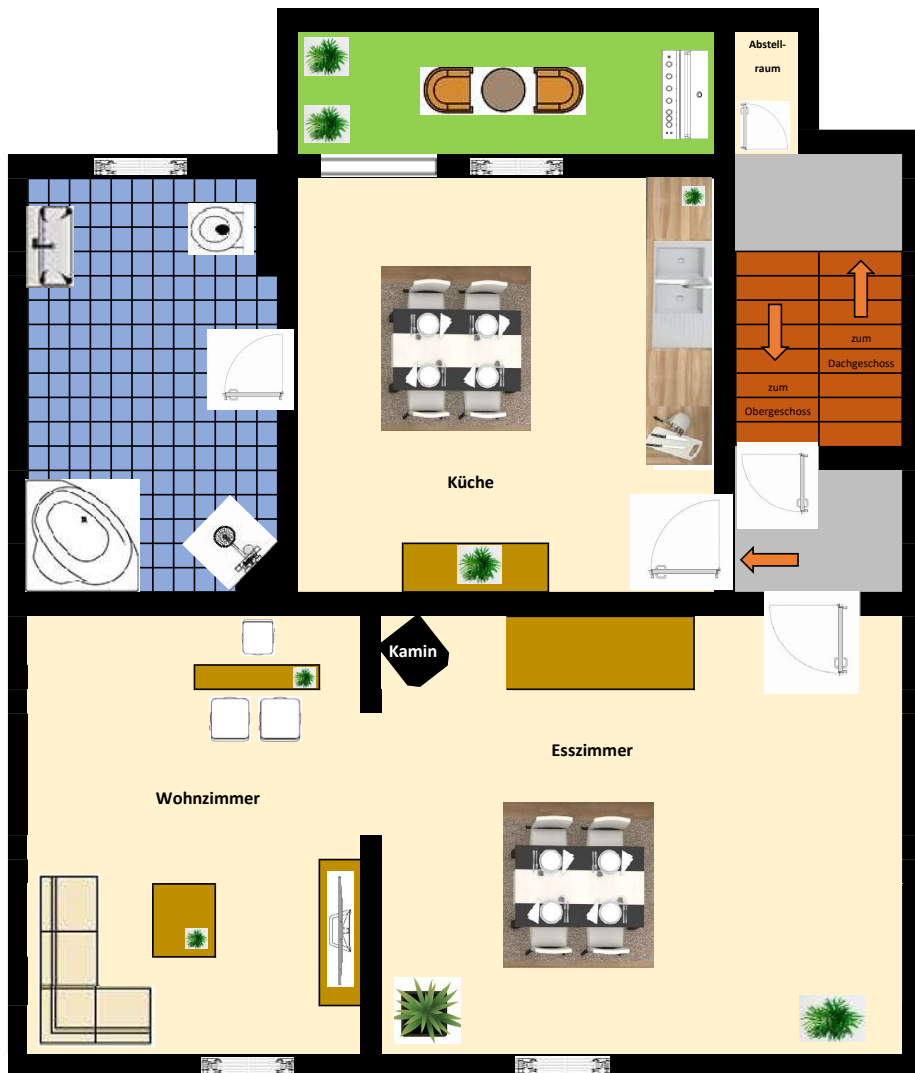 Abstell-
raum
zum
Dachgeschoss
zum
Obergeschoss
Küche
Kamin
Esszimmer
Wohnzimmer